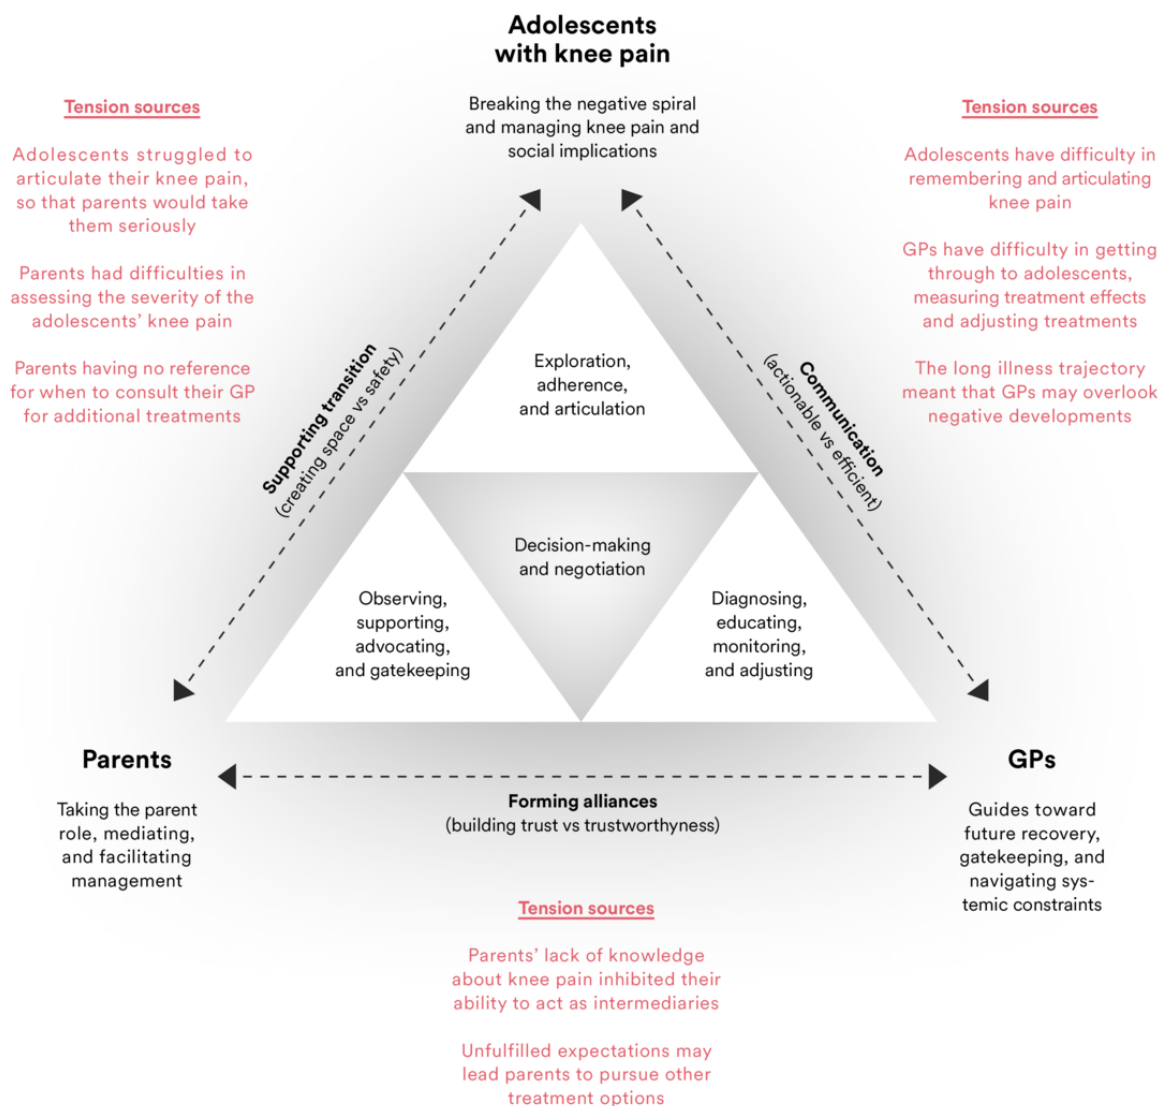 Adolescents
with knee pain
Breaking the negative spiral
and managing knee pain and
social implications
Tension sources
Adolescents struggled to
articulate their knee pain,
so that parents would take
them seriously
Parents had difficulties in
assessing the severity of the
adolescents' knee pain
Parents having no reference
for when to consult their GP
for additional treatments
Tension sources
Adolescents have difficulty in
remembering and articulating
knee pain
GPs have difficulty in getting
through to adolescents,
measuring treatment effects
and adjusting treatments
The long illness trajectory
meant that GPs may overlook
negative developments
Supporting transition
(creating space vs safety)
Communication
(actionable vs efficient)
Exploration,
adherence,
and articulation
Decision-making
and negotiation
Observing,
supporting,
advocating,
and gatekeeping
Diagnosing,
educating,
monitoring,
and adjusting
Parents
Taking the parent
role, mediating,
and facilitating
management
Forming alliances
(building trust vs trustworthyness)
GPs
Guides toward
future recovery,
gatekeeping, and
navigating sys-
temic constraints
Tension sources
Parents' lack of knowledge
about knee pain inhibited their
ability to act as intermediaries
Unfulfilled expectations may
lead parents to pursue other
treatment options